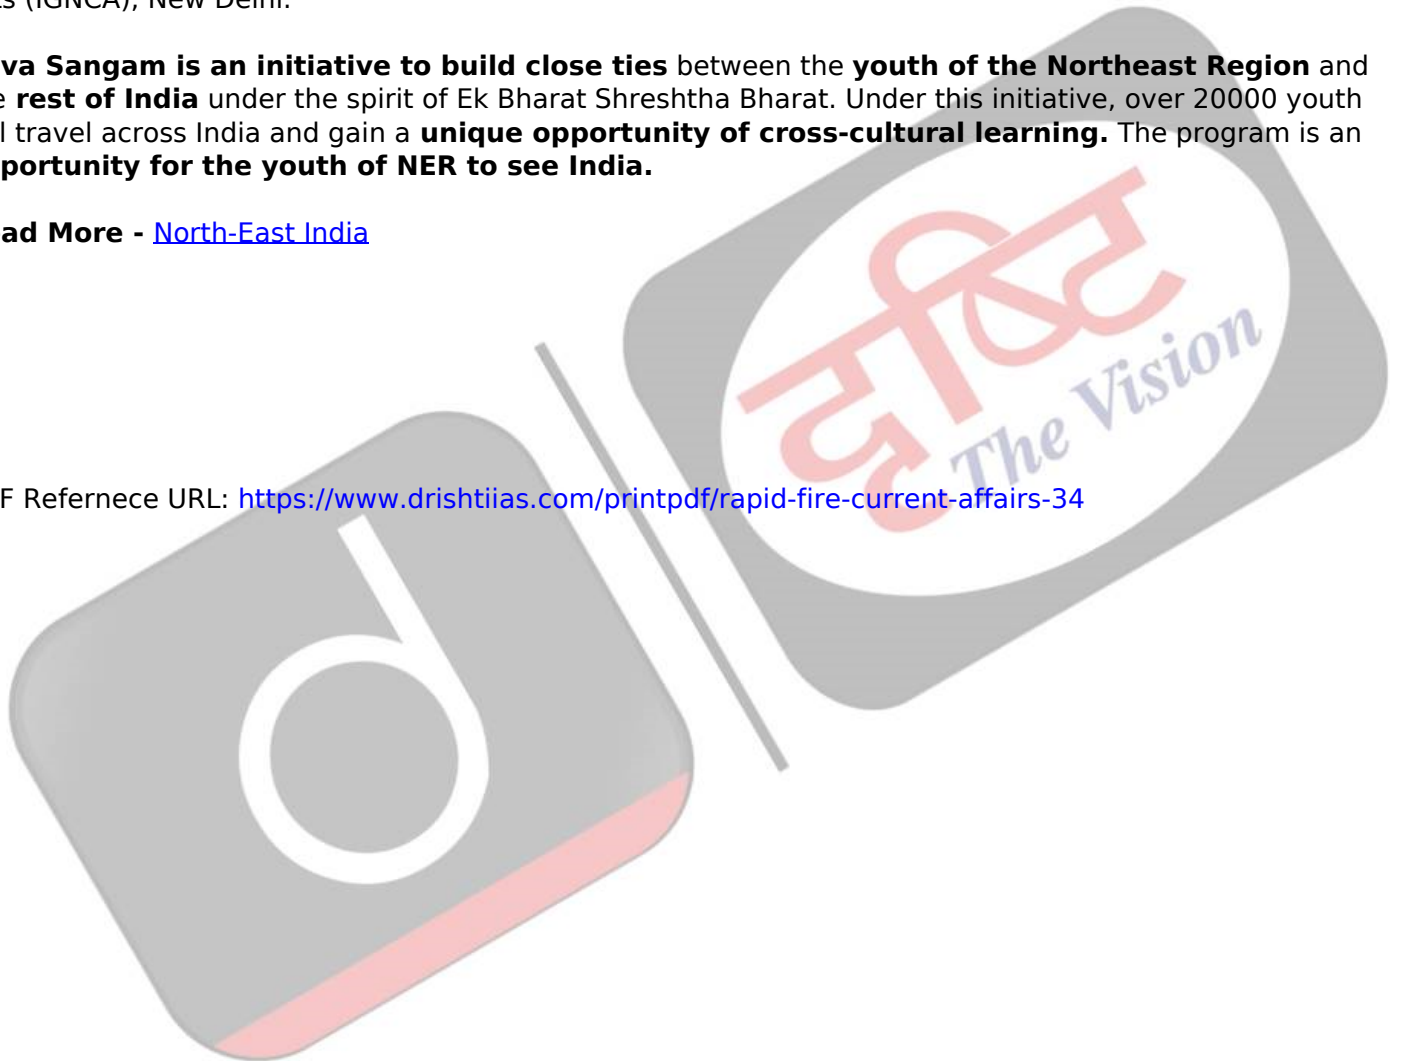 ts (IGNCA), New Delhi.
va Sangam is an initiative to build close ties between the youth of the Northeast Region and
e rest of India under the spirit of Ek Bharat Shreshtha Bharat. Under this initiative, over 20000 youth
l travel across India and gain a unique opportunity of cross-cultural learning. The program is an
portunity for the youth of NER to see India.
ad More - North-East India
दृष्टि
The Vision
F Refernece URL: https://www.drishtiias.com/printpdf/rapid-fire-current-affairs-34
d